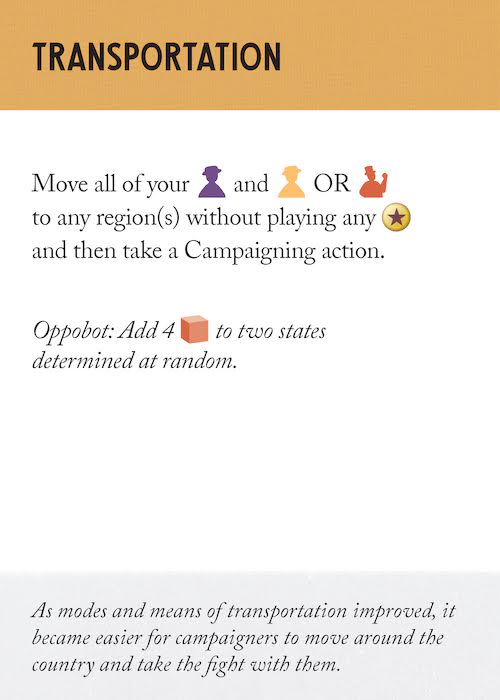 TRANSPORTATION
Move all of your and OR
to any region(s) without playing any
and then take a Campaigning action.
Oppobot: Add 4 to two states
determined at random.
As modes and means of transportation improved, it
became easier for campaigners to move around the
country and take the fight with them.